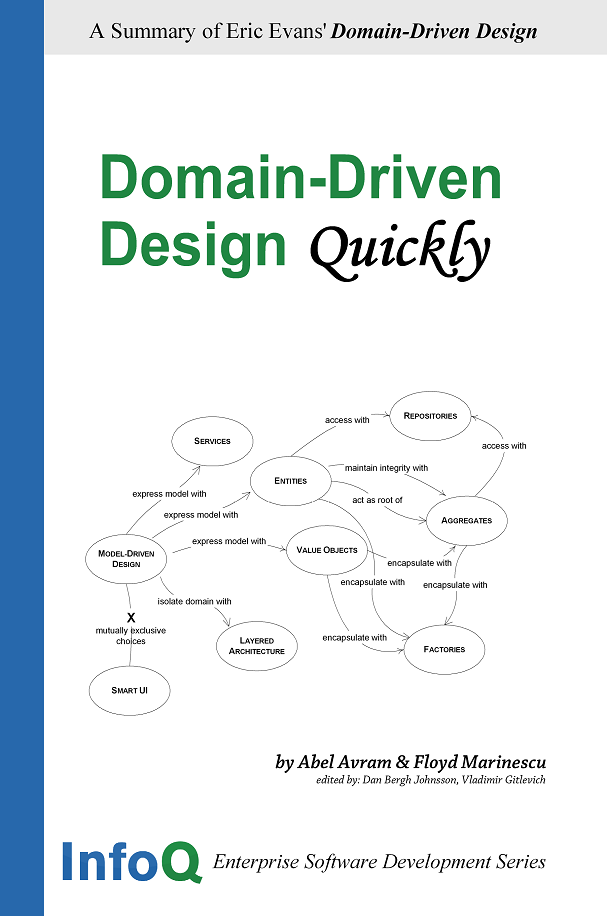 A Summary of Eric Evans' Domain-Driven Design
Domain-Driven
Design Quickly
REPOSITORIES
access with
SERVICES
access with
maintain integrity with
ENTITIES
express model with
act as root of
express model with
AGGREGATES
express model with
VALUE OBJECTS
MODEL-DRIVEN
DESIGN
encapsulate with
encapsulate with
encapsulate with
isolate domain with
X
mutually exclusive
choices
encapsulate with
LAYERED
ARCHITECTURE
FACTORIES
SMART UI
by Abel Avram & Floyd Marinescu
edited by: Dan Bergh Johnsson, Vladimir Gitlevich
InfoQ Enterprise Software Development Series